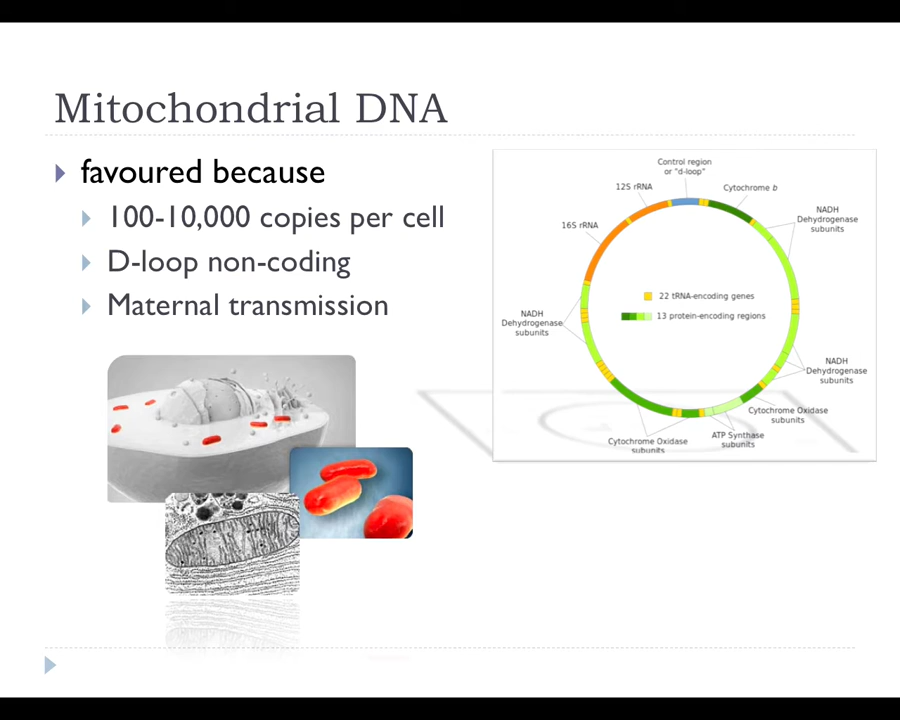 Mitochondrial DNA
favoured because
100-10,000 copies per cell
D-loop non-coding
Maternal transmission
Control region
or "d-loop"
12S rRNA
Cytochrome b
16S rRNA
NADH
Dehydrogenase
subunits
22 tRNA-encoding genes
13 protein-encoding regions
NADH
Dehydrogenase
subunits
NADH
Dehydrogenase
subunits
Cytochrome Oxidase
subunits
ATP Synthase
subunits
Cytochrome Oxidase
subunits